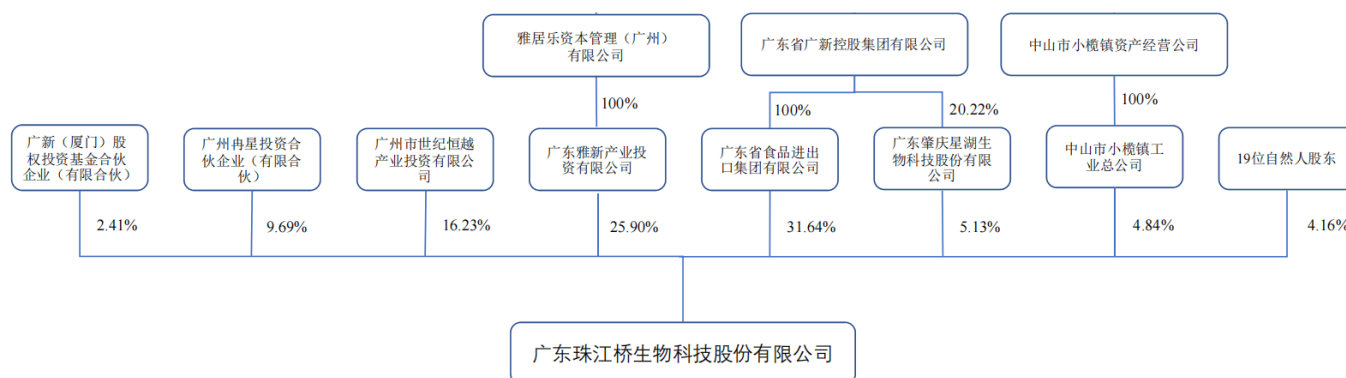 雅居乐资本管理（广州）
有限公司
广东省广新控股集团有限公司
中山市小榄镇资产经营公司
100%
100%
20.22%
100%
广新（厦门）股
权投资基金合伙
企业（有限合伙）
广州冉星投资合
伙企业（有限合
伙）
广州市世纪恒越
产业投资有限公
司
广东雅新产业投
资有限公司
广东省食品进出
口集团有限公司
广东肇庆星湖生
物科技股份有限
公司
中山市小榄镇工
业总公司
19位自然人股东
2.41%
9.69%
16.23%
25.90%
31.64%
5.13%
4.84%
4.16%
广东珠江桥生物科技股份有限公司